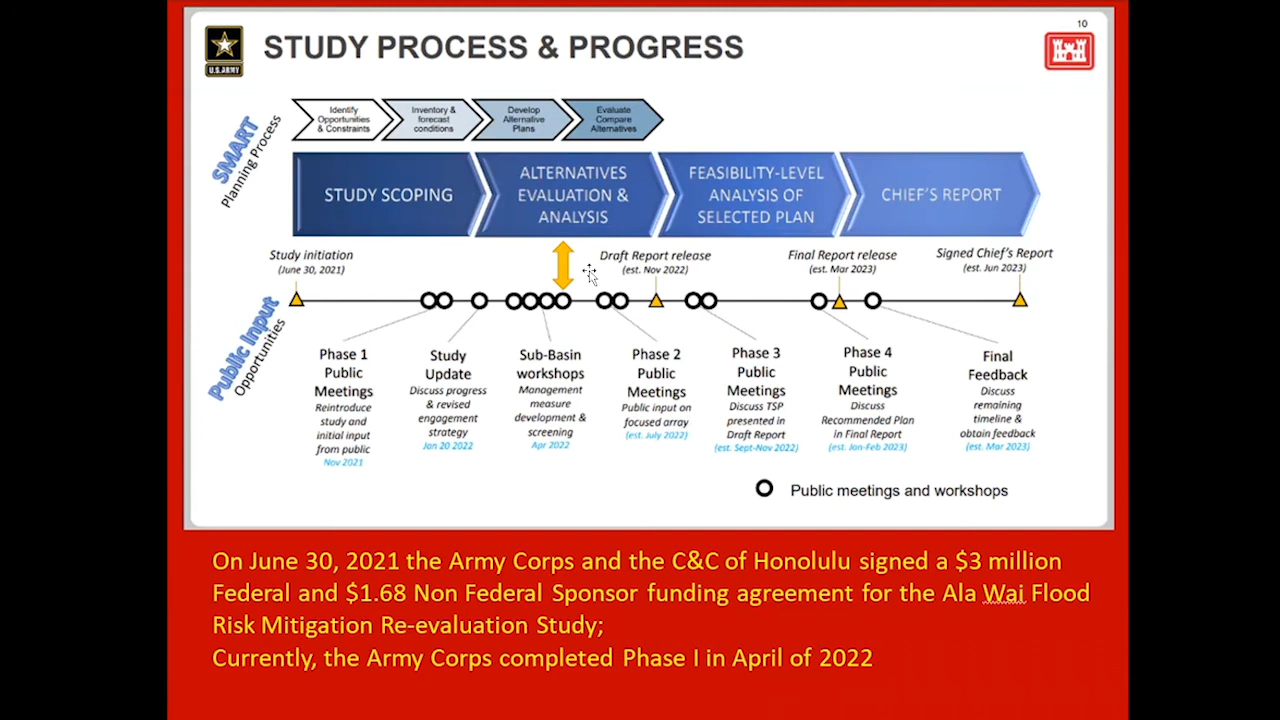 10
U.S.ARMY
STUDY PROCESS & PROGRESS
SMART
Planning Process
Identify
Opportunities
& Constraints
Inventory &
forecast
conditions
Develop
Alternative
Plans
Evaluate
Compare
Alternatives
STUDY SCOPING
ALTERNATIVES
EVALUATION &
ANALYSIS
FEASIBILITY-LEVEL
ANALYSIS OF
SELECTED PLAN
CHIEF'S REPORT
Study initiation
(June 30, 2021)
Draft Report release
(est. Nov 2022)
Final Report release
(est. Mar 2023)
Signed Chief's Report
(est. Jun 2023)
Public Input
Opportunities
Phase 1
Public
Meetings
Reintroduce
study and
initial input
from public
Nov 2021
Study
Update
Discuss progress
& revised
engagement
strategy
Jan 20 2022
Sub-Basin
workshops
Management
measure
development &
screening
Apr 2022
Phase 2
Public
Meetings
Public input on
focused array
(est. July 2022)
Phase 3
Public
Meetings
Discuss TSP
presented in
Draft Report
(est. Sept-Nov 2022)
Phase 4
Public
Meetings
Discuss
Recommended Plan
in Final Report
(est. Jan-Feb 2023)
Final
Feedback
Discuss
remaining
timeline &
obtain feedback
(est. Mar 2023)
Public meetings and workshops
On June 30, 2021 the Army Corps and the C&C of Honolulu signed a $3 million
Federal and $1.68 Non Federal Sponsor funding agreement for the Ala Wai Flood
Risk Mitigation Re-evaluation Study;
Currently, the Army Corps completed Phase I in April of 2022